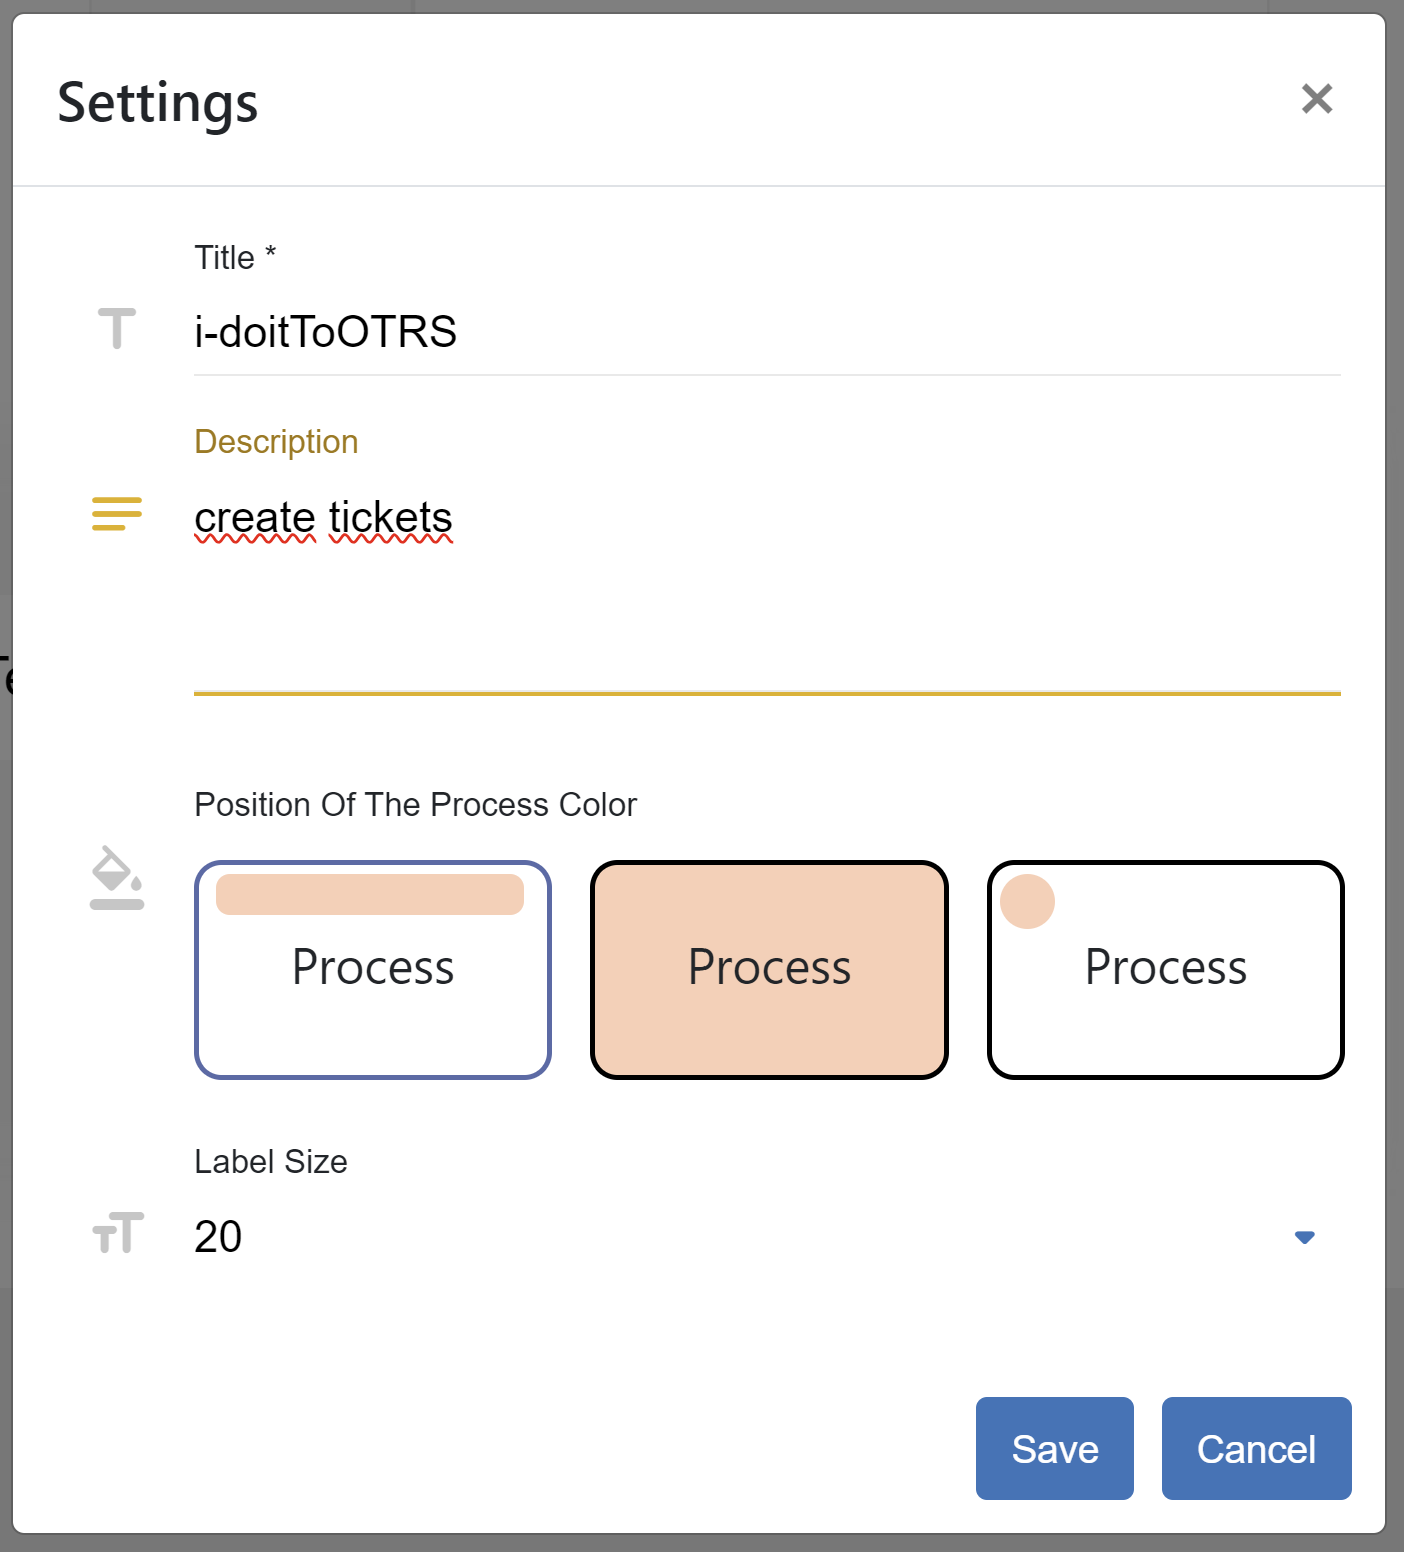 Settings
Title *
i-doitToOTRS
Description
create tickets
Position Of The Process Color
Process Process Process
Label Size
20
Save Cancel